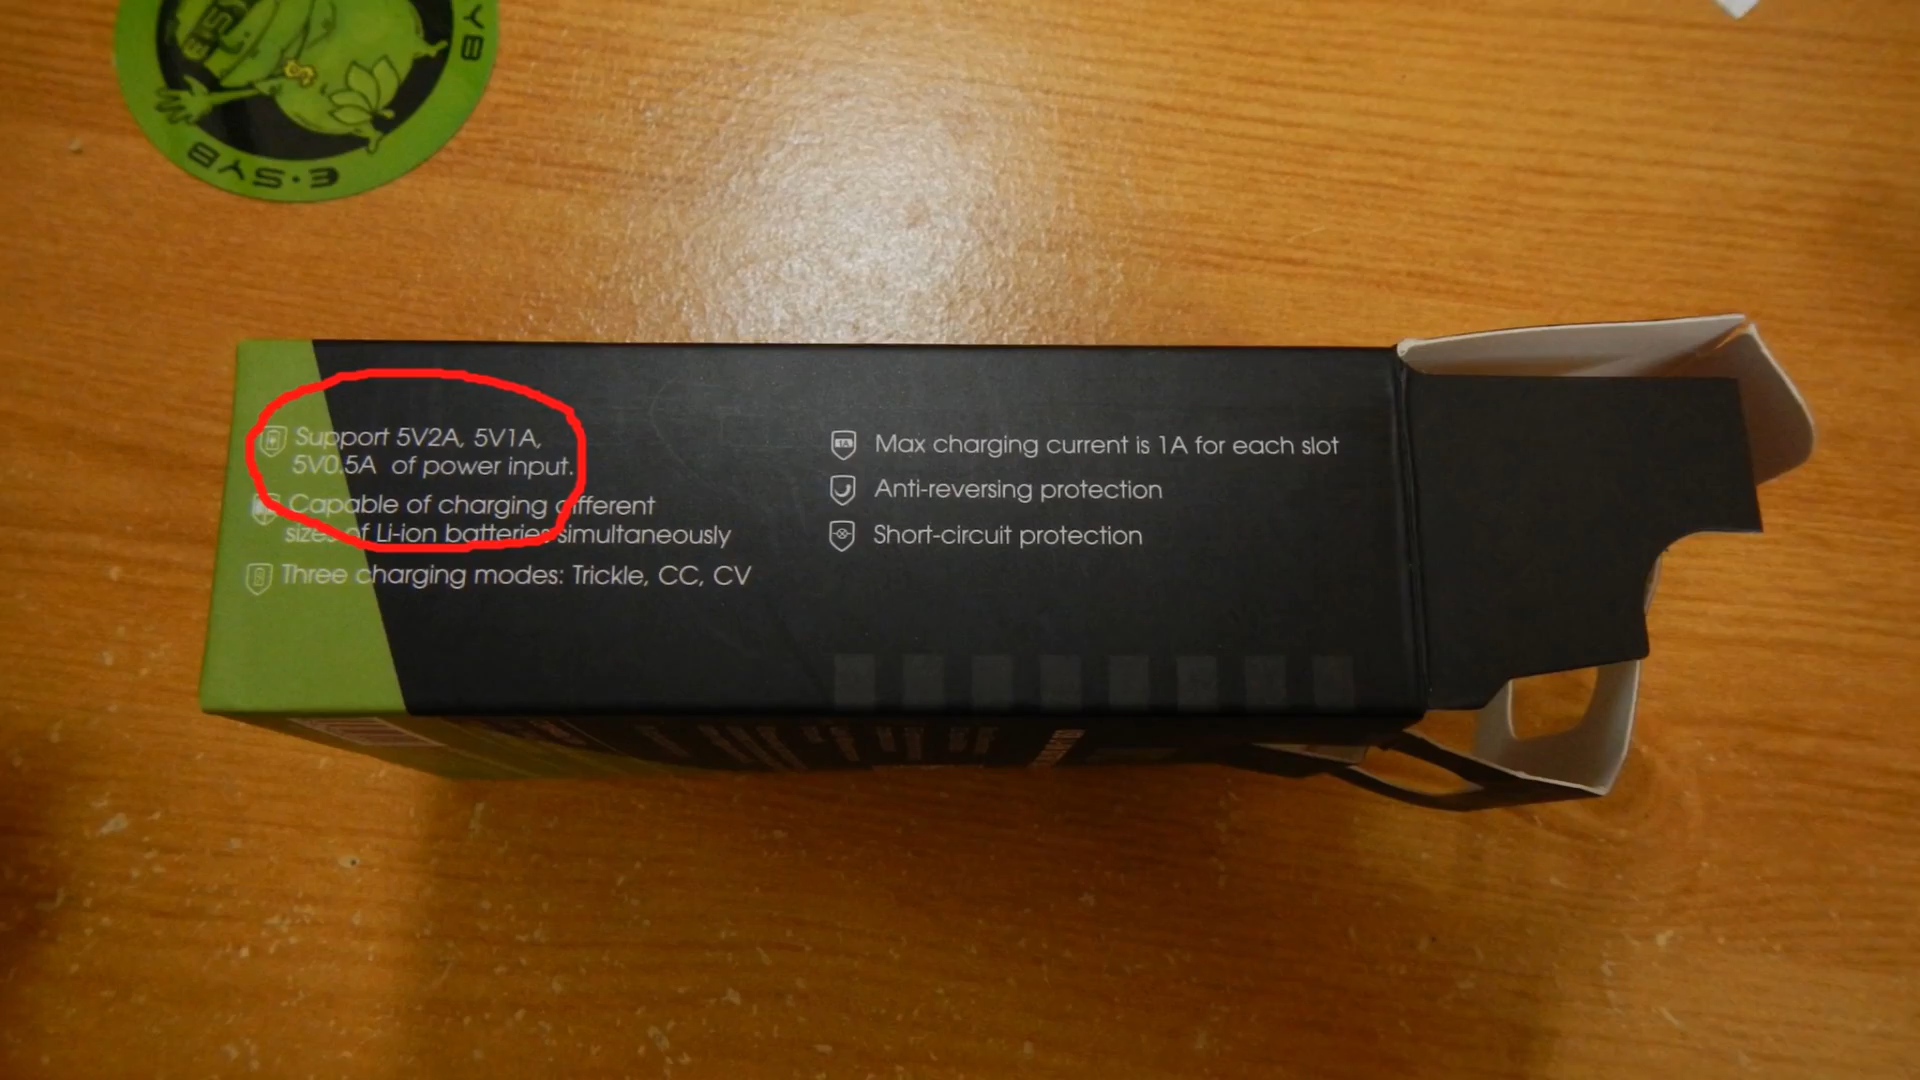 E·SYB
Support 5V2A, 5V1A,
5V0.5A of power input.
Capable of charging different
sizes of Li-ion batteries simultaneously
Three charging modes: Trickle, CC, CV
1A
Max charging current is 1A for each slot
Anti-reversing protection
Short-circuit protection